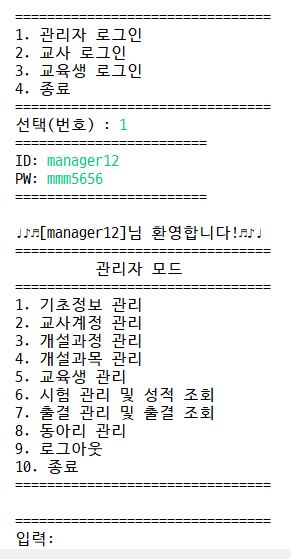 ================================
1. 관리자 로그인
2. 교사 로그인
3. 교육생 로그인
4. 종료
================================
선택(번호) : 1
========================
ID: manager12
PW: mmm5656
========================
♩♪♬[manager12]님 환영합니다!♬♪♩
================================
관리자 모드
================================
1. 기초정보 관리
2. 교사계정 관리
3. 개설과정 관리
4. 개설과목 관리
5. 교육생 관리
6. 시험 관리 및 성적 조회
7. 출결 관리 및 출결 조회
8. 동아리 관리
9. 로그아웃
10. 종료
================================
================================
입력: